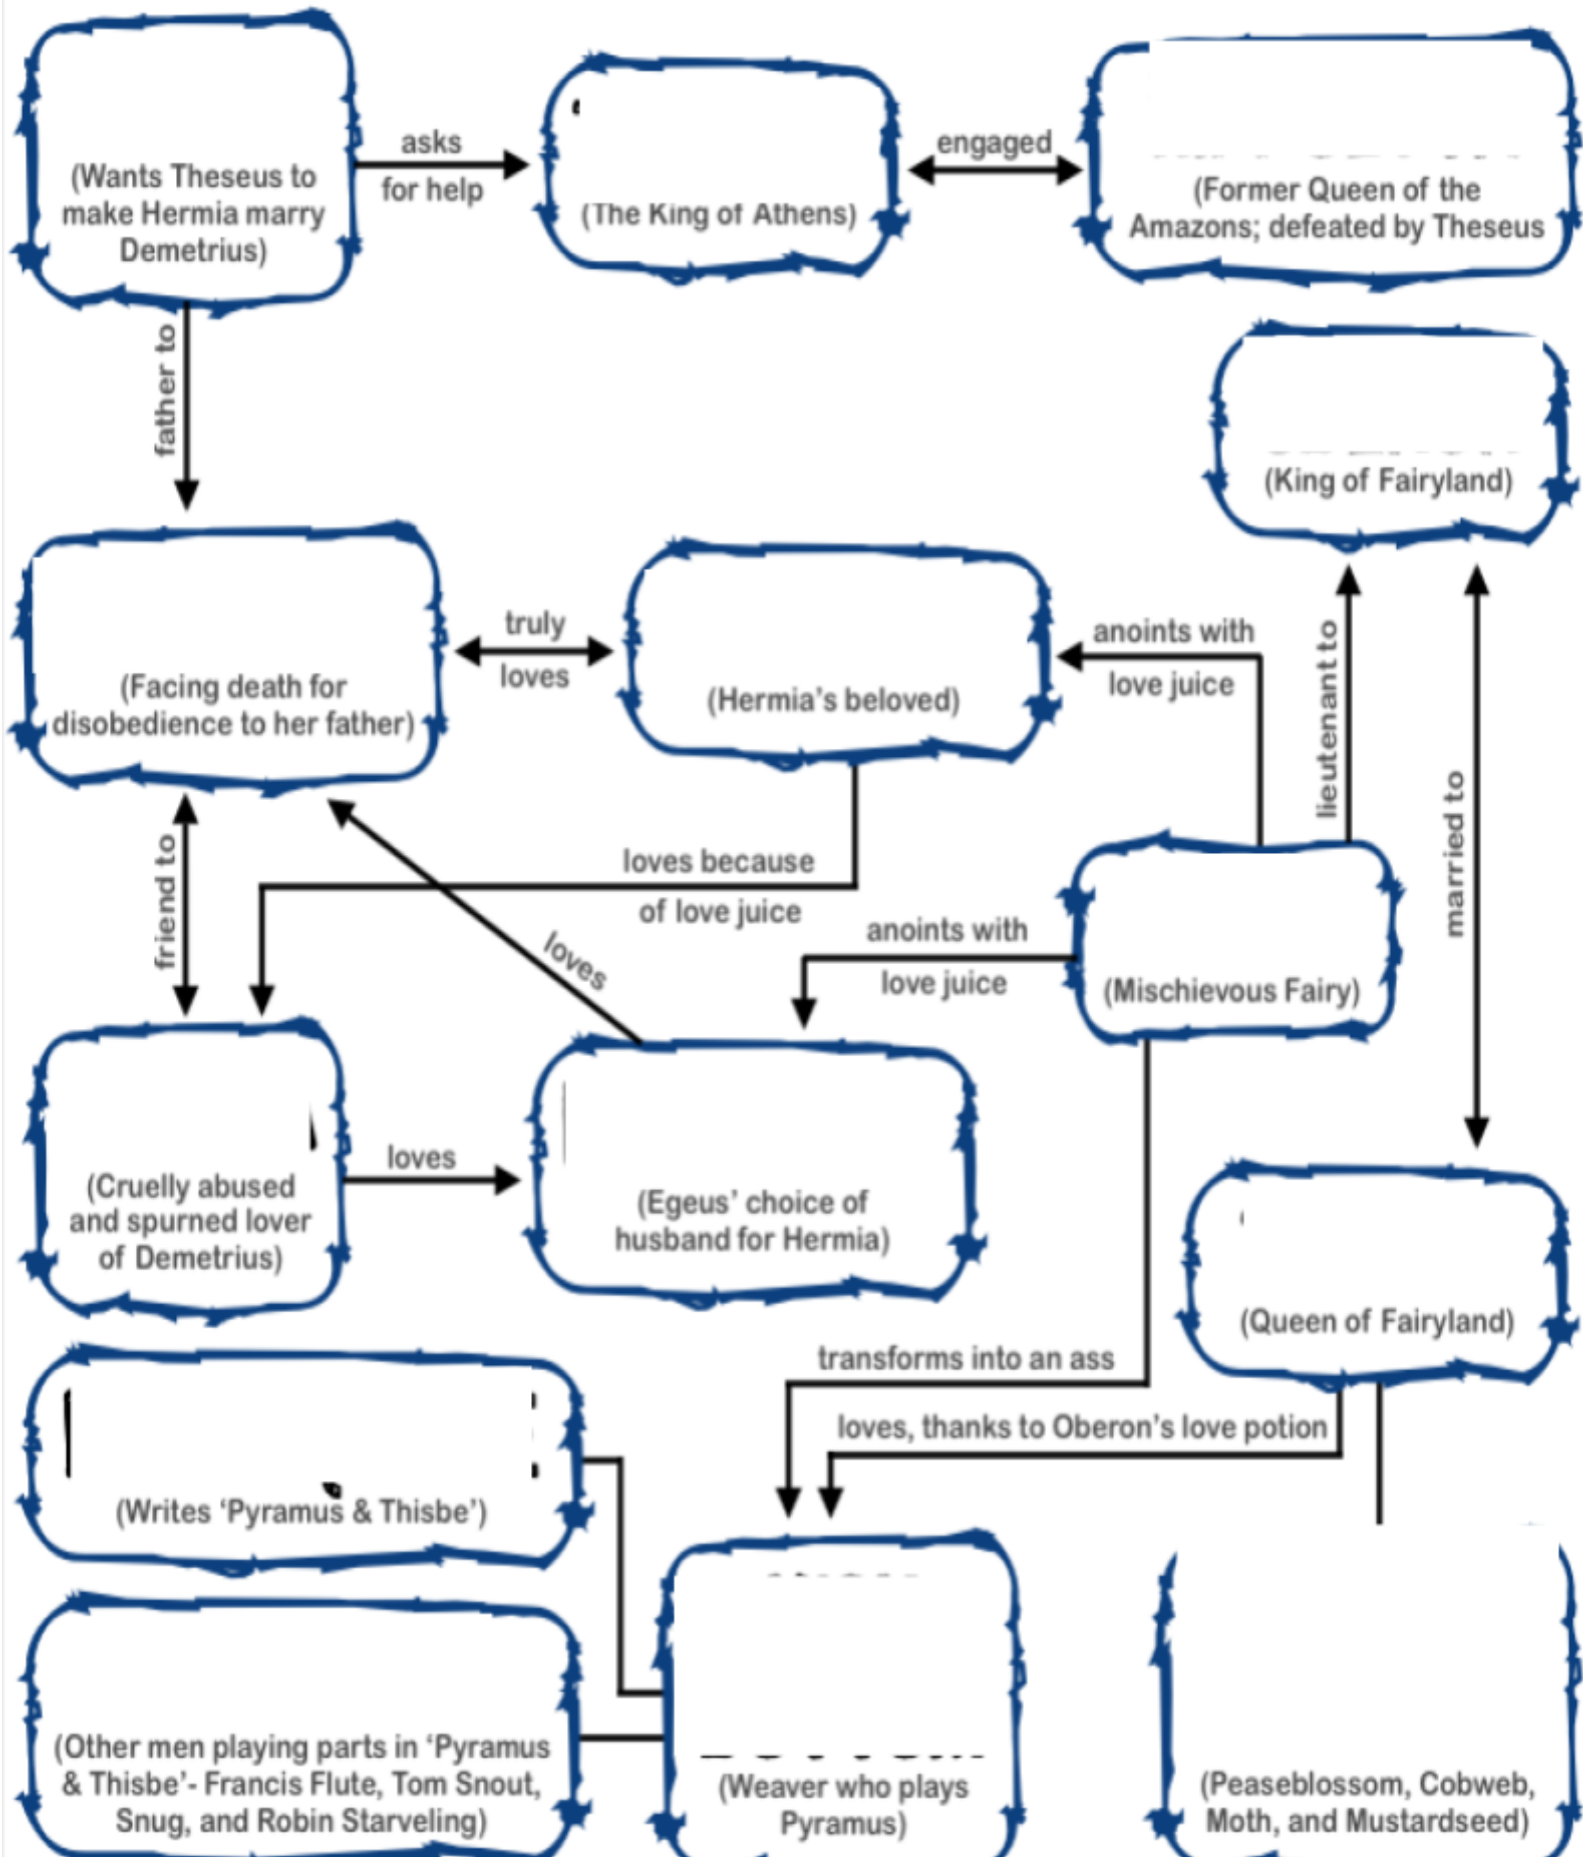 (Wants Theseus to
make Hermia marry
Demetrius)
asks
for help
(The King of Athens)
engaged
(Former Queen of the
Amazons; defeated by Theseus
father to
(King of Fairyland)
(Facing death for
disobedience to her father)
truly
loves
(Hermia's beloved)
anoints with
love juice
lieutenant to
married to
friend to
loves because
of love juice
loves
anoints with
love juice
(Mischievous Fairy)
(Cruelly abused
and spurned lover
of Demetrius)
loves
(Egeus' choice of
husband for Hermia)
(Queen of Fairyland)
transforms into an ass
loves, thanks to Oberon's love potion
(Writes 'Pyramus & Thisbe')
(Other men playing parts in 'Pyramus
& Thisbe'- Francis Flute, Tom Snout,
Snug, and Robin Starveling)
(Weaver who plays
Pyramus)
(Peaseblossom, Cobweb,
Moth, and Mustardseed)